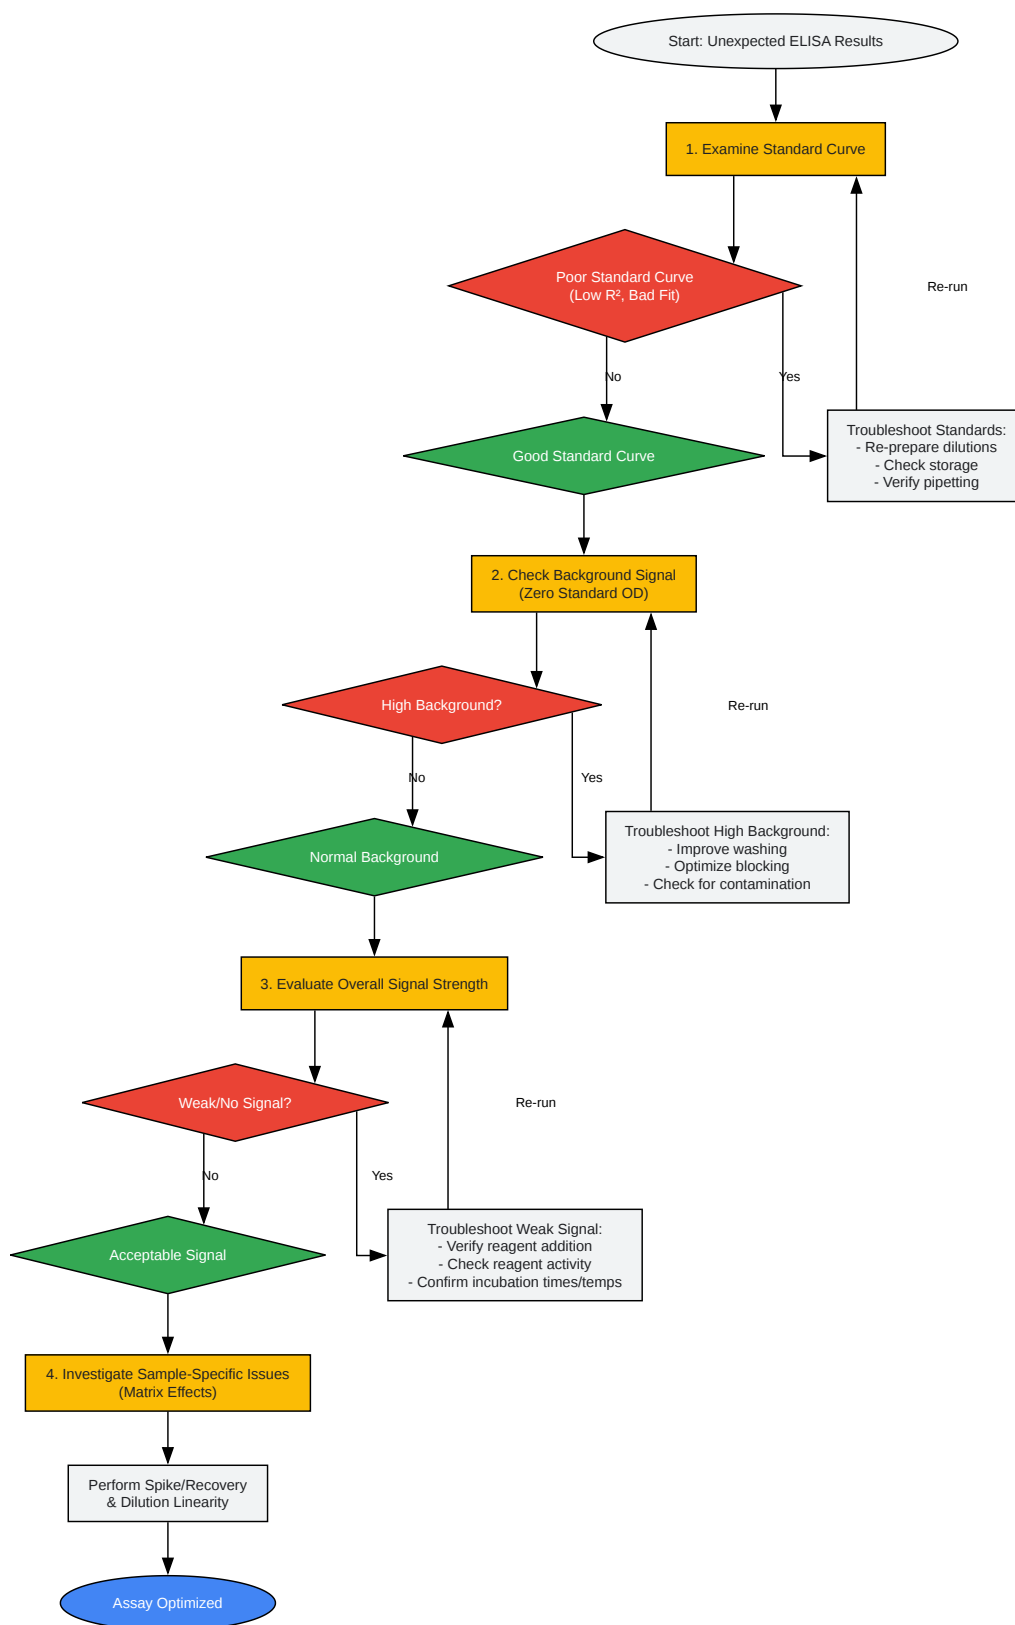 Start: Unexpected ELISA Results
1. Examine Standard Curve
Poor Standard Curve
(Low R², Bad Fit)
Re-run
No
Yes
Troubleshoot Standards:
- Re-prepare dilutions
- Check storage
- Verify pipetting
Good Standard Curve
2. Check Background Signal
(Zero Standard OD)
High Background?
Re-run
No
Yes
Troubleshoot High Background:
- Improve washing
- Optimize blocking
- Check for contamination
Normal Background
3. Evaluate Overall Signal Strength
Weak/No Signal?
Re-run
No
Yes
Troubleshoot Weak Signal:
- Verify reagent addition
- Check reagent activity
- Confirm incubation times/temps
Acceptable Signal
4. Investigate Sample-Specific Issues
(Matrix Effects)
Perform Spike/Recovery
& Dilution Linearity
Assay Optimized